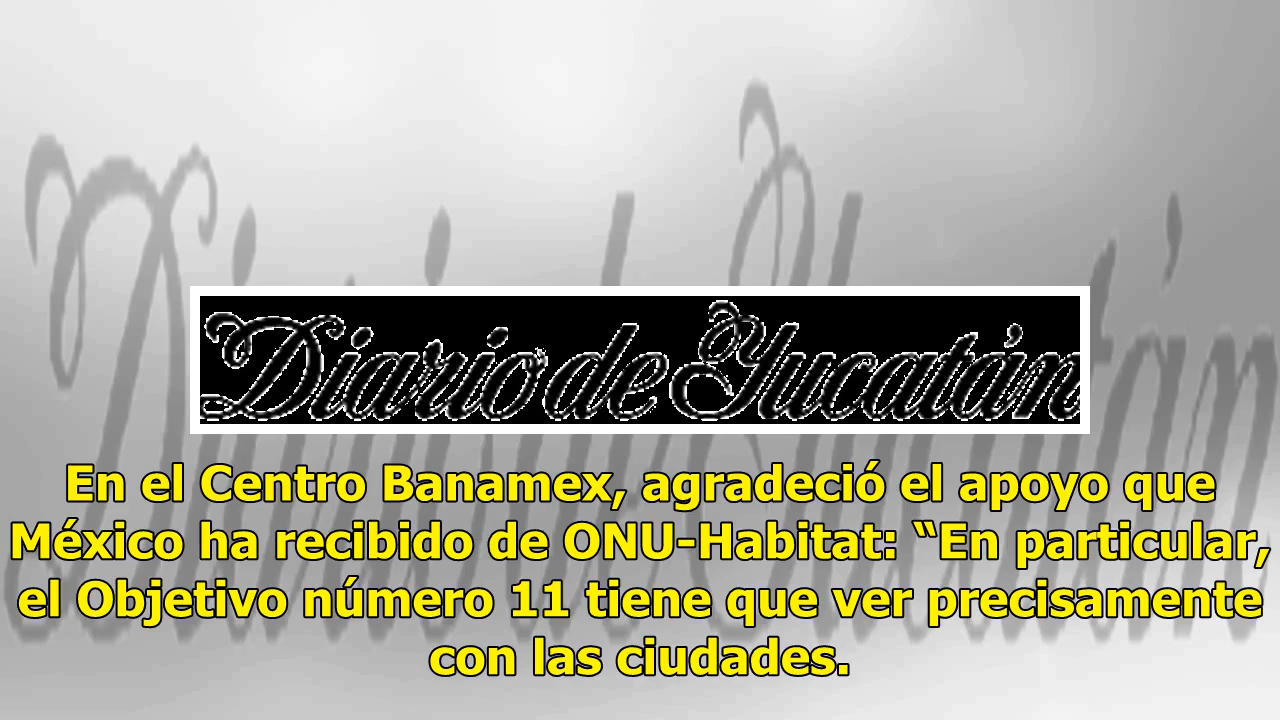 Diario de Yucatán
En el Centro Banamex, agradeció el apoyo que
México ha recibido de ONU-Habitat: “En particular,
el Objetivo número 11 tiene que ver precisamente
con las ciudades.